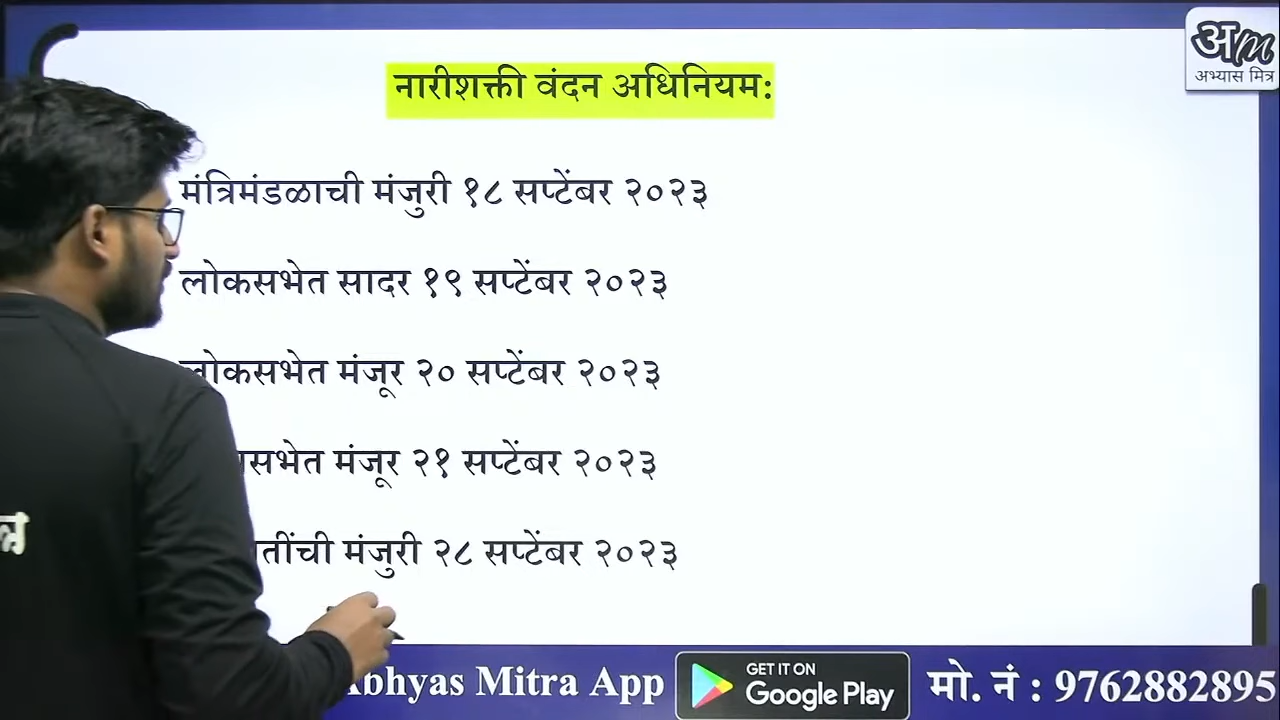 अm
अभ्यास मित्र
नारीशक्ती वंदन अधिनियम:
मंत्रिमंडळाची मंजुरी १८ सप्टेंबर २०२३
लोकसभेत सादर १९ सप्टेंबर २०२३
लोकसभेत मंजूर २० सप्टेंबर २०२३
मंजूर २१ सप्टेंबर २०२३
मंजुरी २८ सप्टेंबर २०२३
Abhyas Mitra App
GET IT ON
Google Play
मो. नं : 9762882895